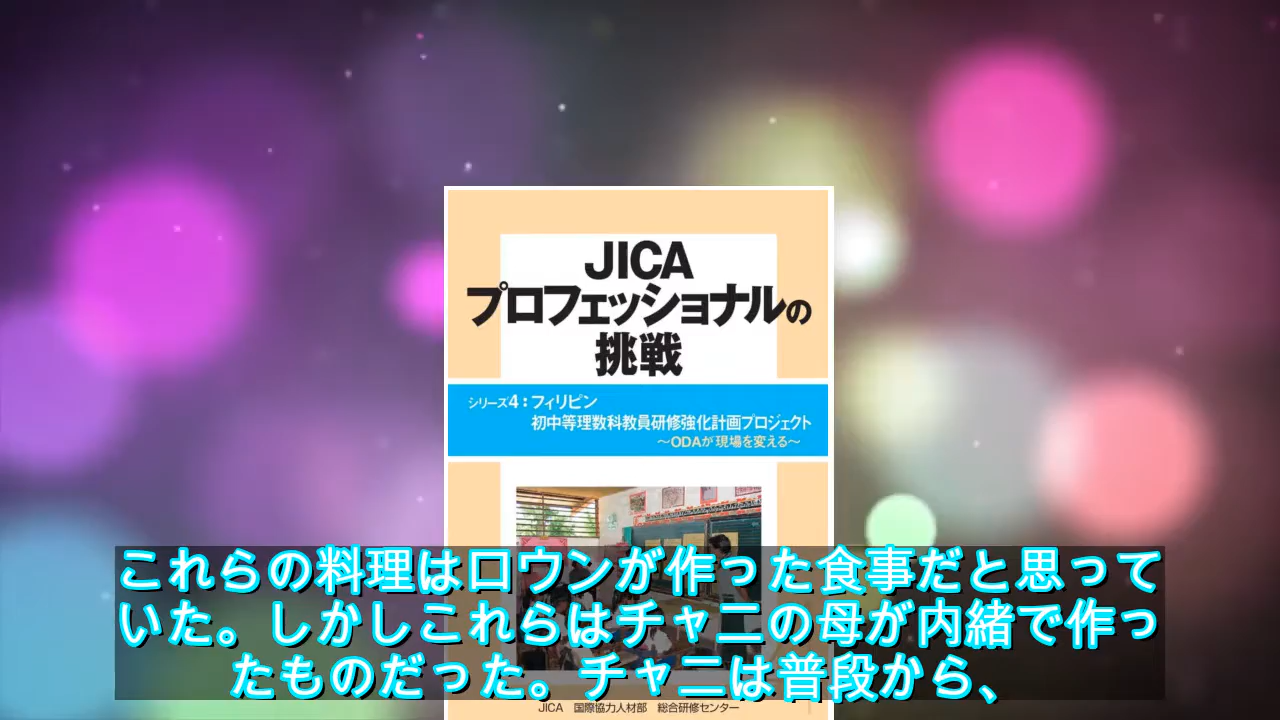 JICA
プロフェッショナルの
挑戦
シリーズ4：フィリピン
初中等理数科教員研修強化計画プロジェクト
～ODAが現場を変える～
これらの料理はロウンが作った食事だと思って
いた。しかしこれらはチャニの母が内緒で作っ
たものだった。チャニは普段から、
JICA　国際協力人材部　総合研修センター